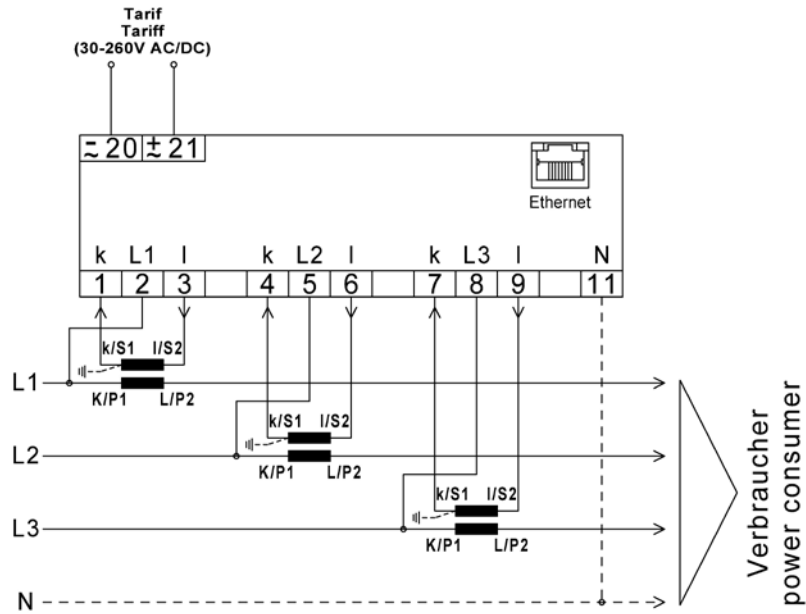 Tarif
Tariff
(30-260V AC/DC)
~ 20 ± 21
Ethernet
k L1 l k L2 l k L3 l N
1 2 3 4 5 6 7 8 9 11
k/S1 l/S2
L1
K/P1 L/P2
k/S1 l/S2
L2
K/P1 L/P2
k/S1 l/S2
L3
K/P1 L/P2
N
Verbraucher
power consumer